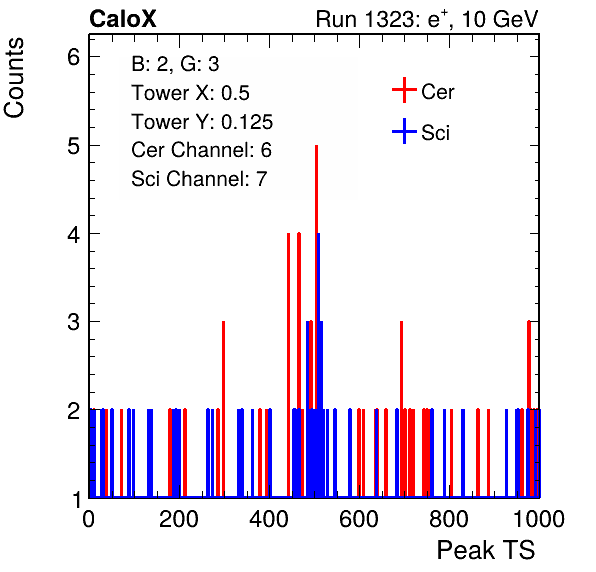 CaloX Run 1323: e⁺, 10 GeV
Counts
B: 2, G: 3
Tower X: 0.5
Tower Y: 0.125
Cer Channel: 6
Sci Channel: 7
Cer
Sci
6
5
4
3
2
1
0 200 400 600 800 1000
Peak TS